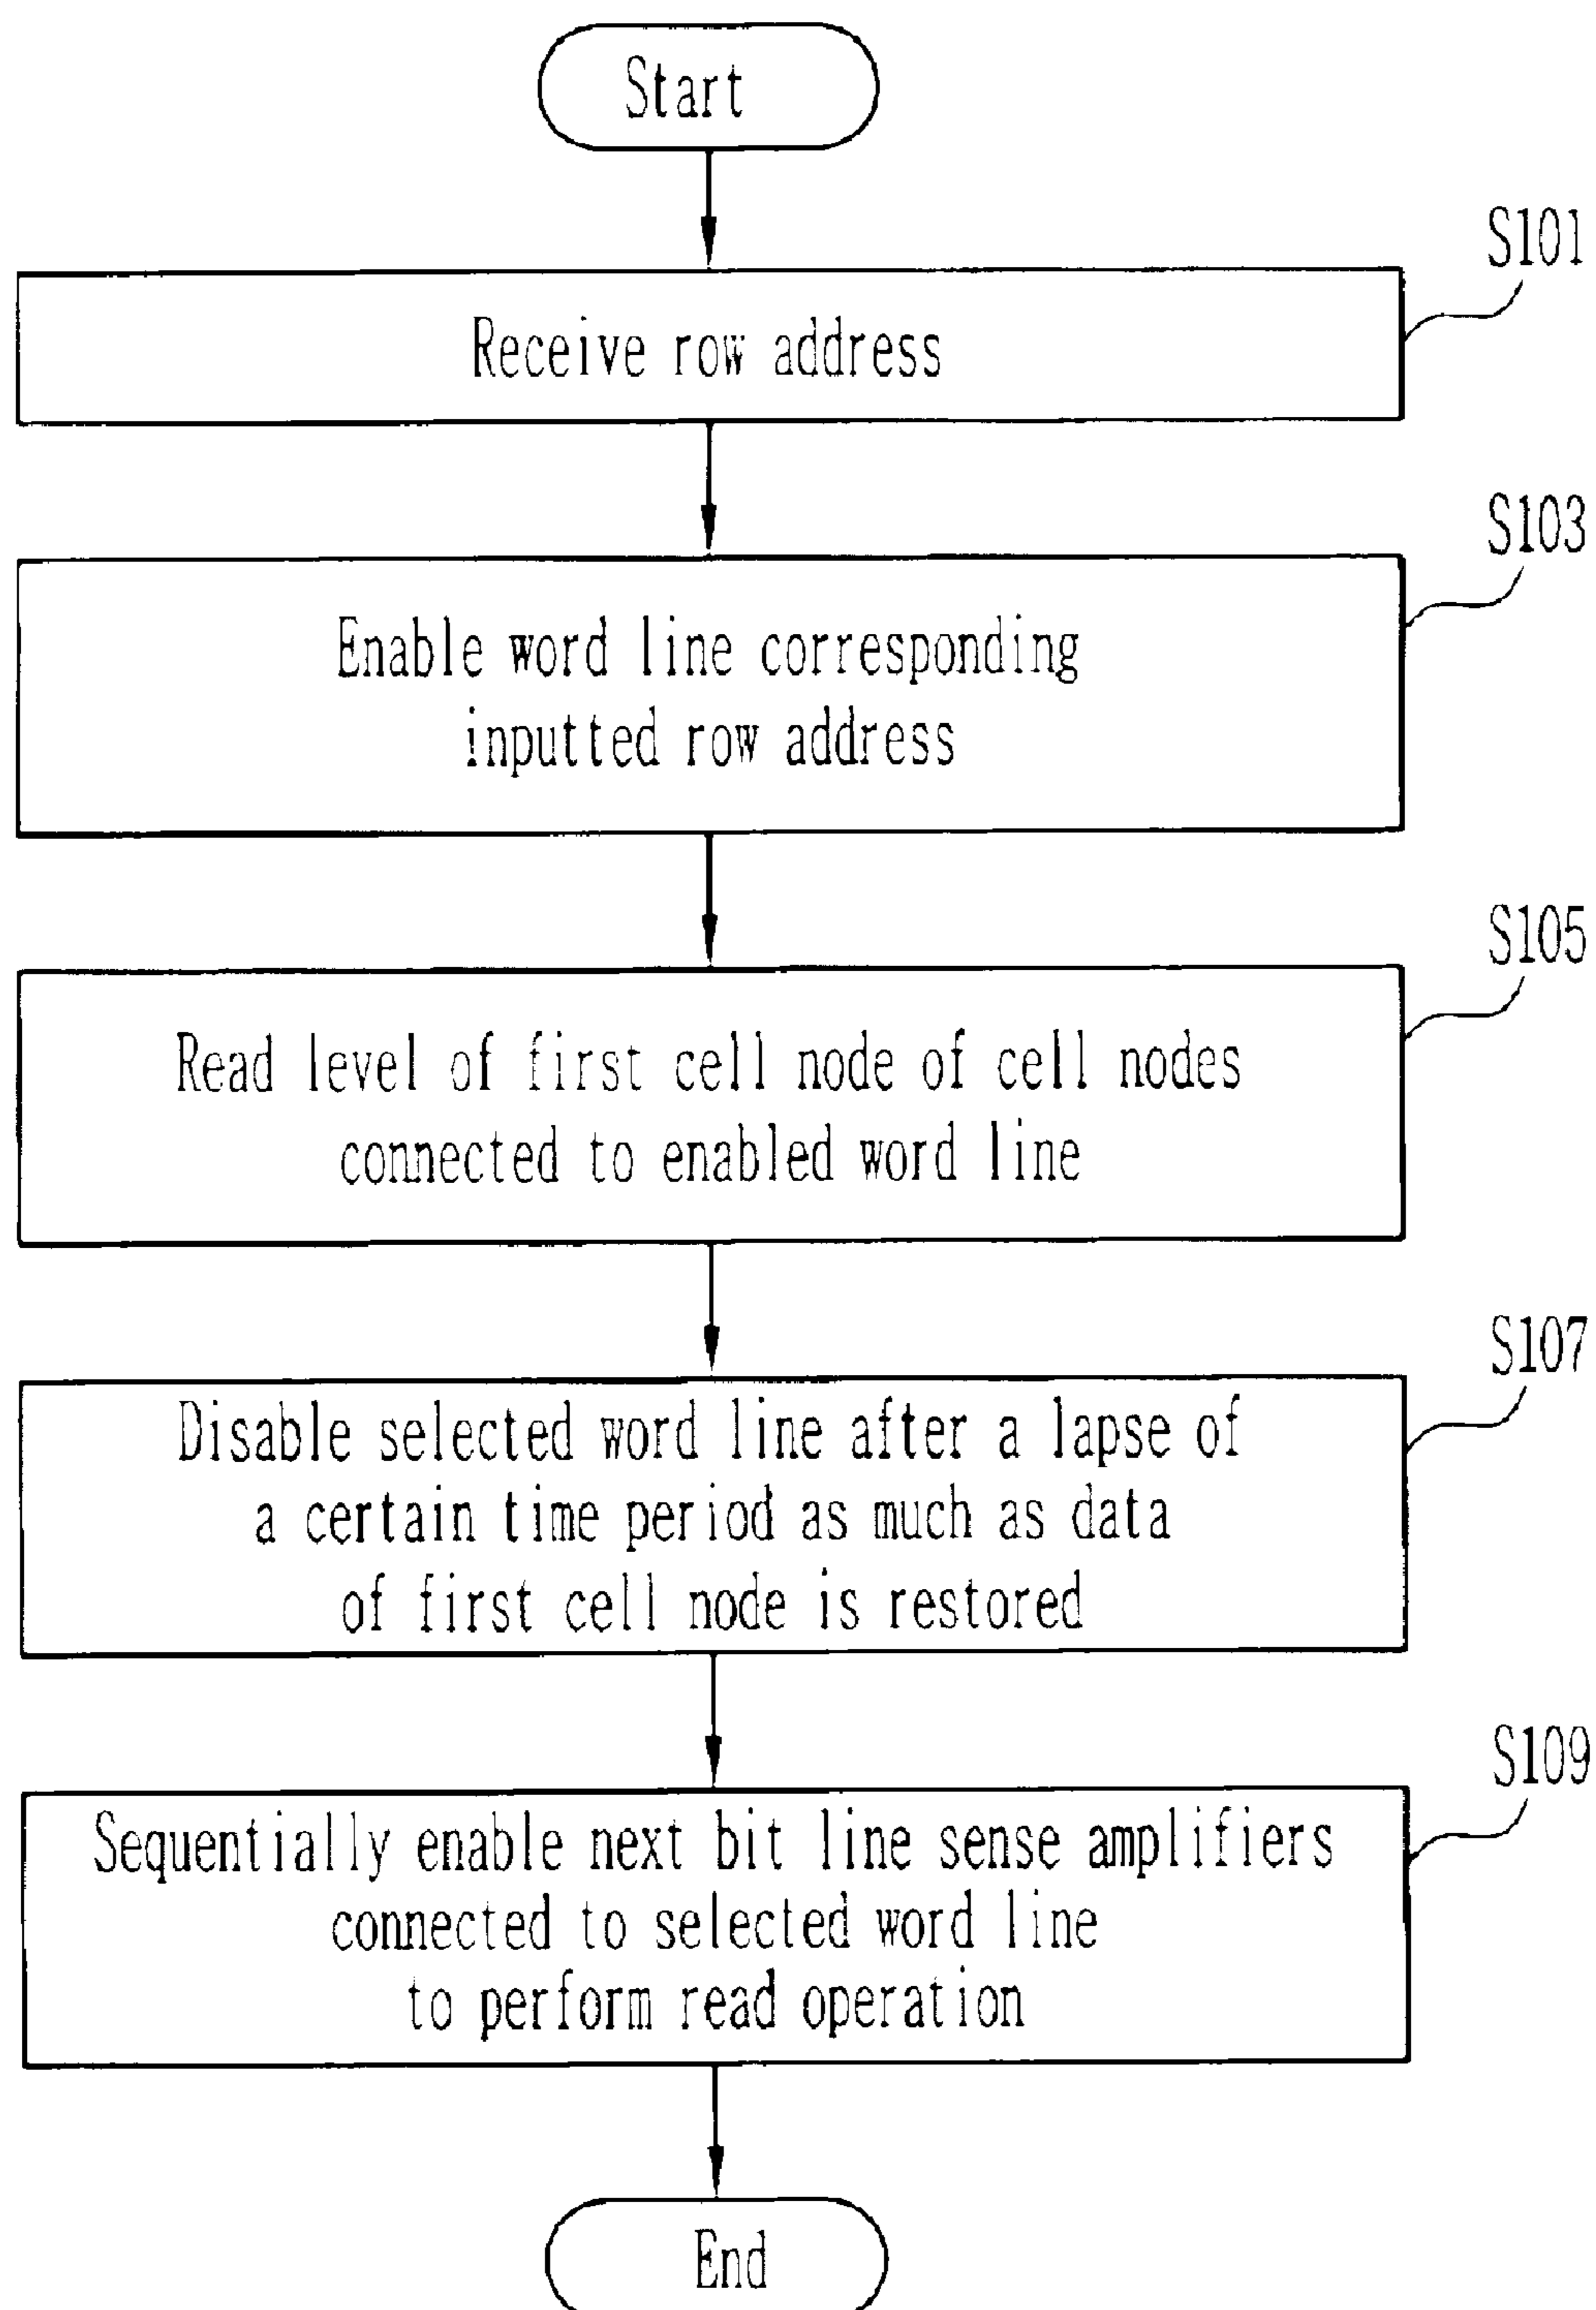 Start
S101
Receive row address
S103
Enable word line corresponding
inputted row address
S105
Read level of first cell node of cell nodes
connected to enabled word line
S107
Disable selected word line after a lapse of
a certain time period as much as data
of first cell node is restored
S109
Sequentially enable next bit line sense amplifiers
connected to selected word line
to perform read operation
End